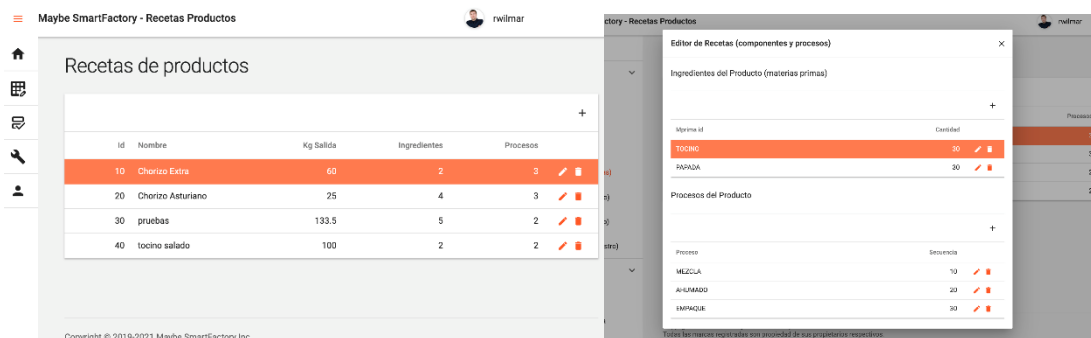 Maybe SmartFactory - Recetas Productos
rwilmar
Recetas de productos
+
Id Nombre Kg Salida Ingredientes Procesos
10 Chorizo Extra 60 2 3
20 Chorizo Asturiano 25 4 3
30 pruebas 133.5 5 2
40 tocino salado 100 2 2
Copyright © 2019-2021 Maybe SmartFactory Inc
ctory - Recetas Productos
rwilmar
Editor de Recetas (componentes y procesos)
Ingredientes del Producto (materias primas)
+
Mprima id Cantidad
TOCINO 30
PAPADA 30
Procesos del Producto
+
Proceso Secuencia
MEZCLA 10
AHUMADO 20
EMPAQUE 30
Procesos
stro)
Todas las marcas registradas son propiedad de sus propietarios respectivos